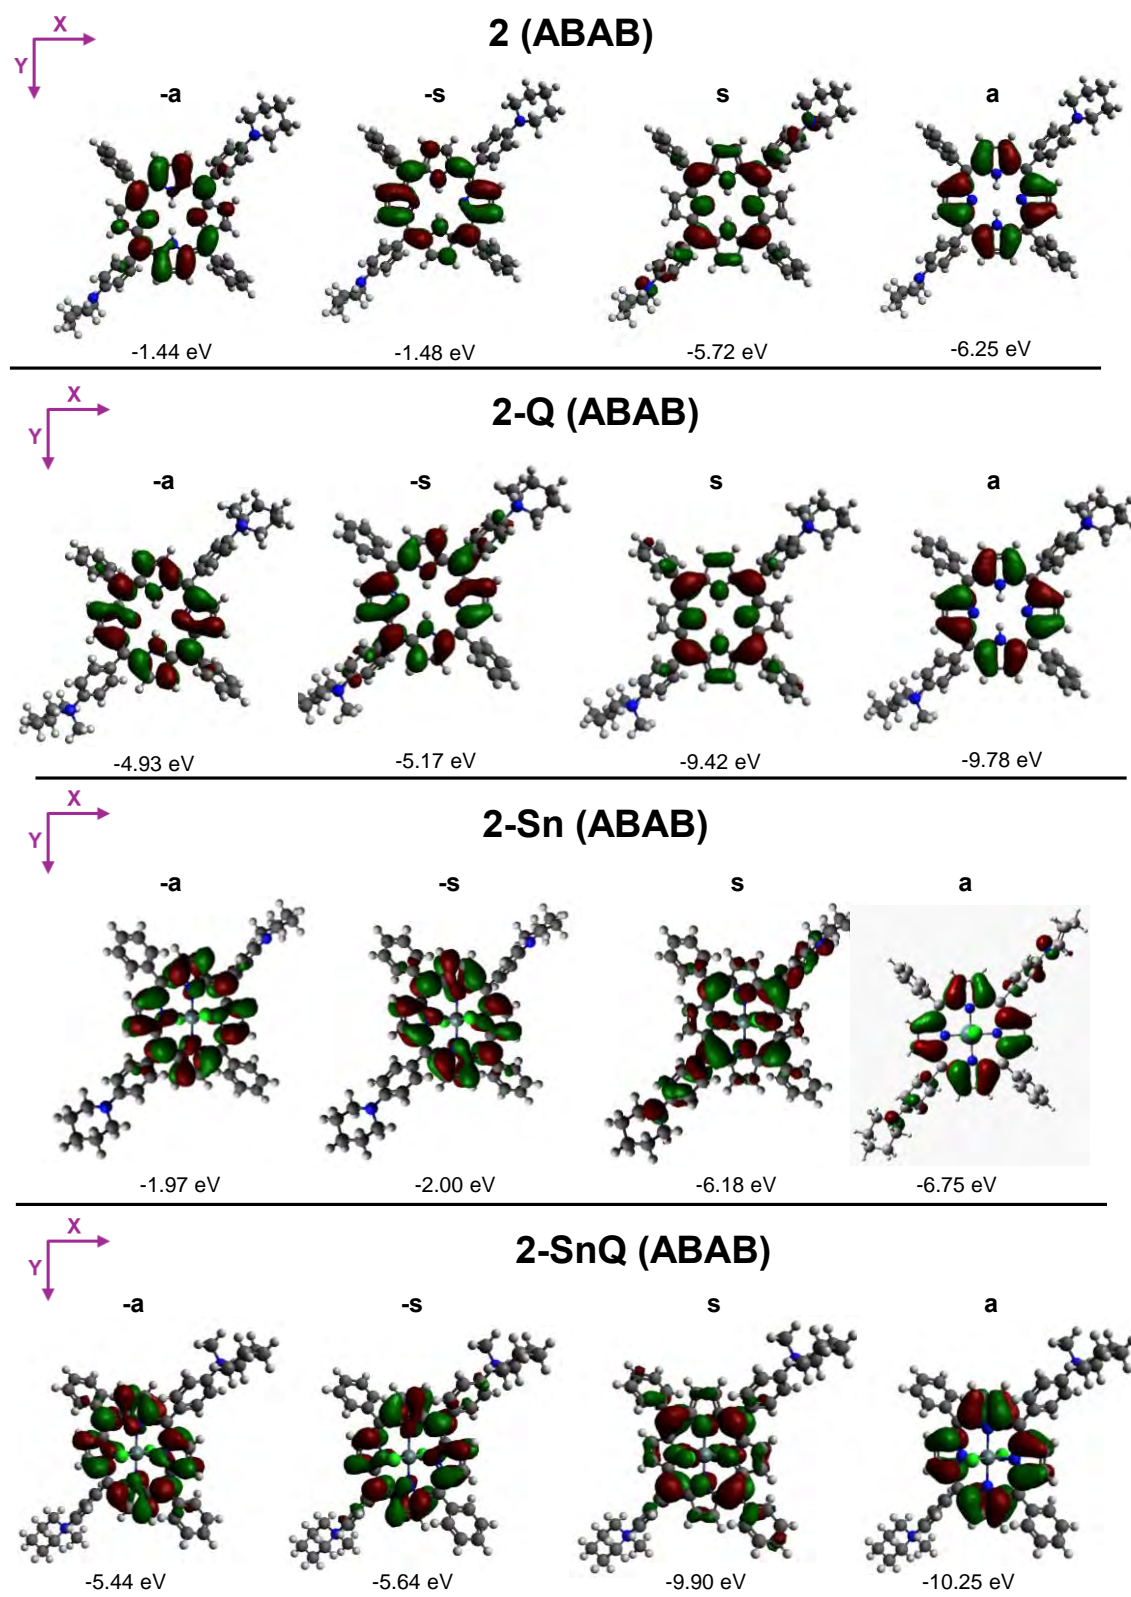 2 (ABAB)
X
Y
-a -s s a
-1.44 eV -1.48 eV -5.72 eV -6.25 eV
2-Q (ABAB)
X
Y
-a -s s a
-4.93 eV -5.17 eV -9.42 eV -9.78 eV
2-Sn (ABAB)
X
Y
-a -s s a
-1.97 eV -2.00 eV -6.18 eV -6.75 eV
2-SnQ (ABAB)
X
Y
-a -s s a
-5.44 eV -5.64 eV -9.90 eV -10.25 eV